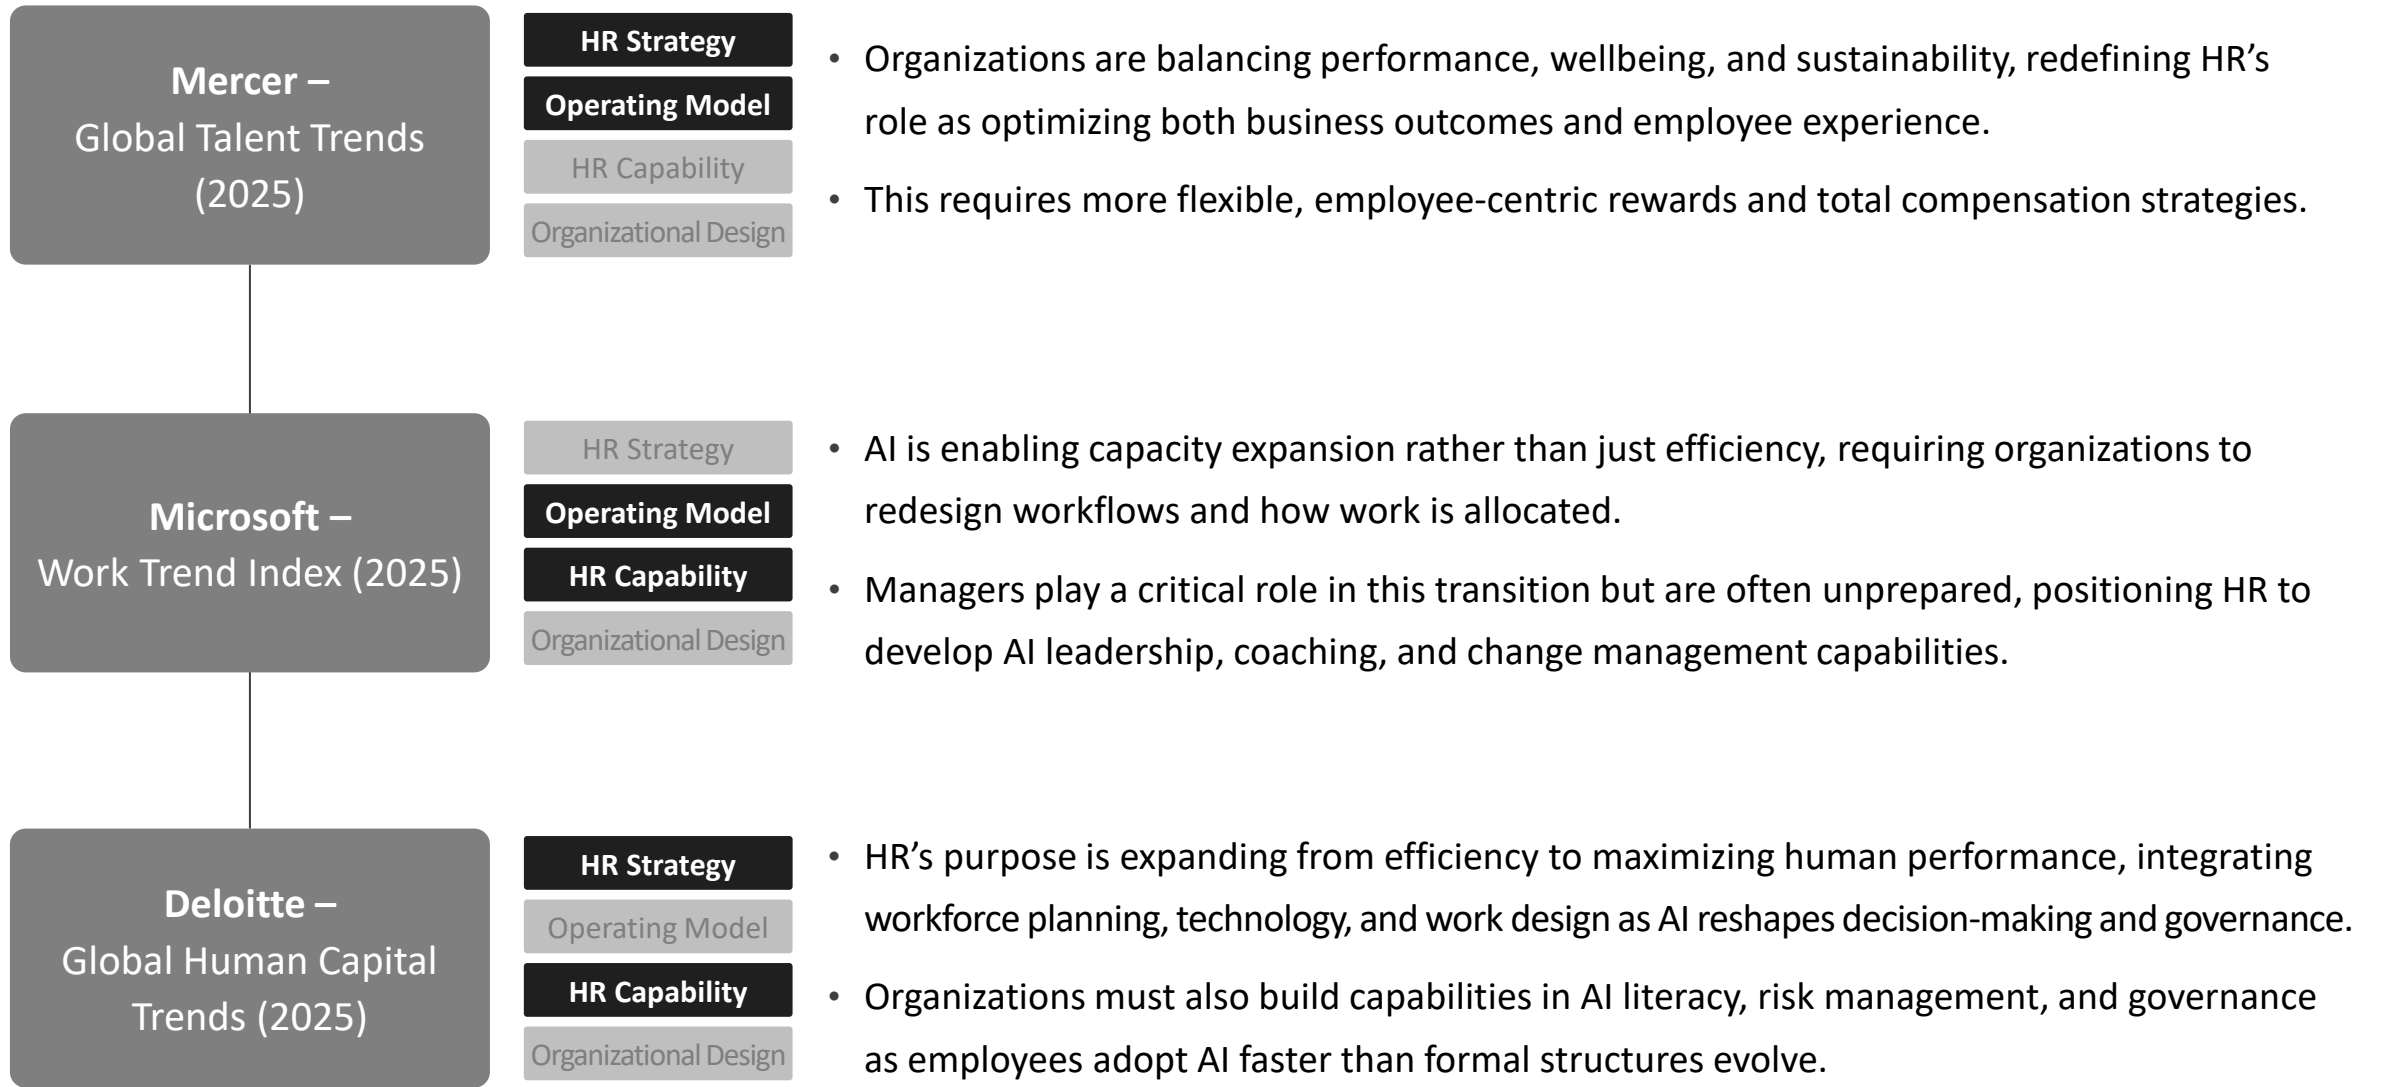 Mercer –
Global Talent Trends
(2025)
HR Strategy
Operating Model
HR Capability
Organizational Design
• Organizations are balancing performance, wellbeing, and sustainability, redefining HR’s
role as optimizing both business outcomes and employee experience.
• This requires more flexible, employee-centric rewards and total compensation strategies.
Microsoft –
Work Trend Index (2025)
HR Strategy
Operating Model
HR Capability
Organizational Design
• AI is enabling capacity expansion rather than just efficiency, requiring organizations to
redesign workflows and how work is allocated.
• Managers play a critical role in this transition but are often unprepared, positioning HR to
develop AI leadership, coaching, and change management capabilities.
Deloitte –
Global Human Capital
Trends (2025)
HR Strategy
Operating Model
HR Capability
Organizational Design
• HR’s purpose is expanding from efficiency to maximizing human performance, integrating
workforce planning, technology, and work design as AI reshapes decision-making and governance.
• Organizations must also build capabilities in AI literacy, risk management, and governance
as employees adopt AI faster than formal structures evolve.